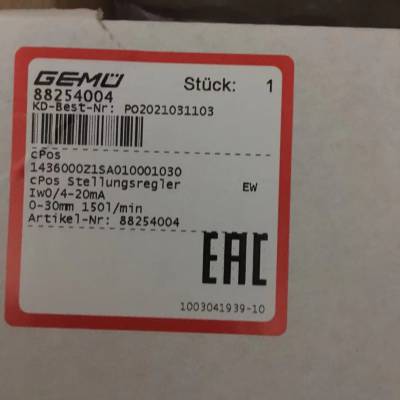 GEMÜ Stück: 1
88254004
KD-Best-Nr: PO2021031103
cPos
1436000Z1SA010001030
cPos Stellungsregler EW
Iw0/4-20mA
0-30mm 150l/min
Artikel-Nr: 88254004
EAC
1003041939-10